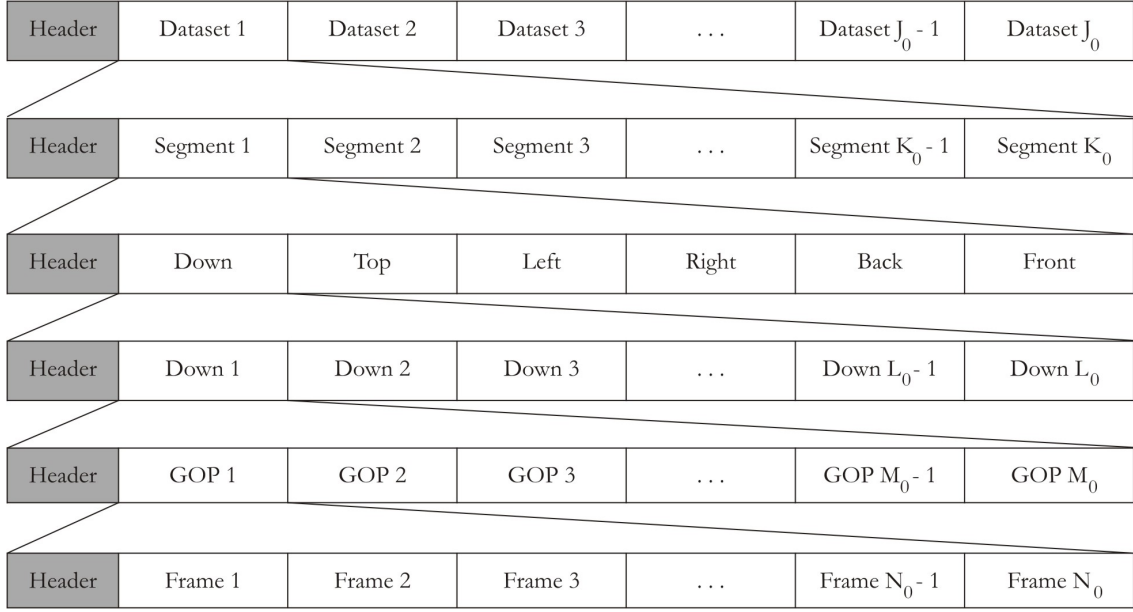 Header Dataset 1 Dataset 2 Dataset 3 . . . Dataset J₀ - 1 Dataset J₀
Header Segment 1 Segment 2 Segment 3 . . . Segment K₀ - 1 Segment K₀
Header Down Top Left Right Back Front
Header Down 1 Down 2 Down 3 . . . Down L₀ - 1 Down L₀
Header GOP 1 GOP 2 GOP 3 . . . GOP M₀ - 1 GOP M₀
Header Frame 1 Frame 2 Frame 3 . . . Frame N₀ - 1 Frame N₀